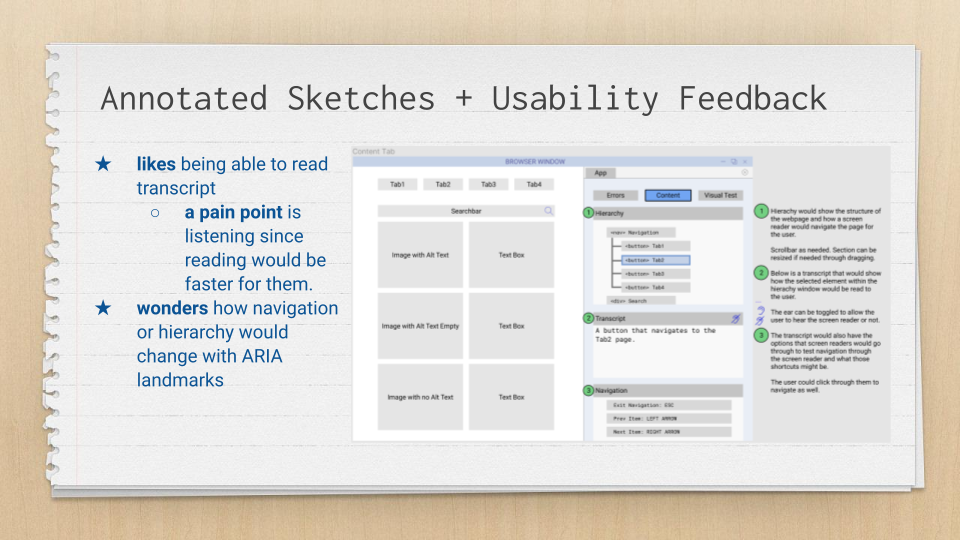 Annotated Sketches + Usability Feedback
★ likes being able to read
transcript
○ a pain point is
listening since
reading would be
faster for them.
★ wonders how navigation
or hierarchy would
change with ARIA
landmarks
Content Tab
BROWSER WINDOW
Tab1 Tab2 Tab3 Tab4
Searchbar
Image with Alt Text
Text Box
Image with Alt Text Empty
Text Box
Image with no Alt Text
Text Box
App
Errors Content Visual Test
1 Hierarchy
<nav> Navigation
<button> Tab1
<button> Tab2
<button> Tab3
<button> Tab4
<div> Search
2 Transcript
A button that navigates to the
Tab2 page.
3 Navigation
Exit Navigation: ESC
Prev Item: LEFT ARROW
Next Item: RIGHT ARROW
1 Hierachy would show the structure of
the webpage and how a screen
reader would navigate the page for
the user.
Scrollbar as needed. Section can be
resized if needed through dragging.
2 Below is a transcript that would show
how the selected element within the
hierachy window would be read to
the user.
The ear can be toggled to allow the
user to hear the screen reader or not.
3 The transcript would also have the
options that screen readers would go
through to test navigation through
the screen reader and what those
shortcuts might be.
The user could click through them to
navigate as well.